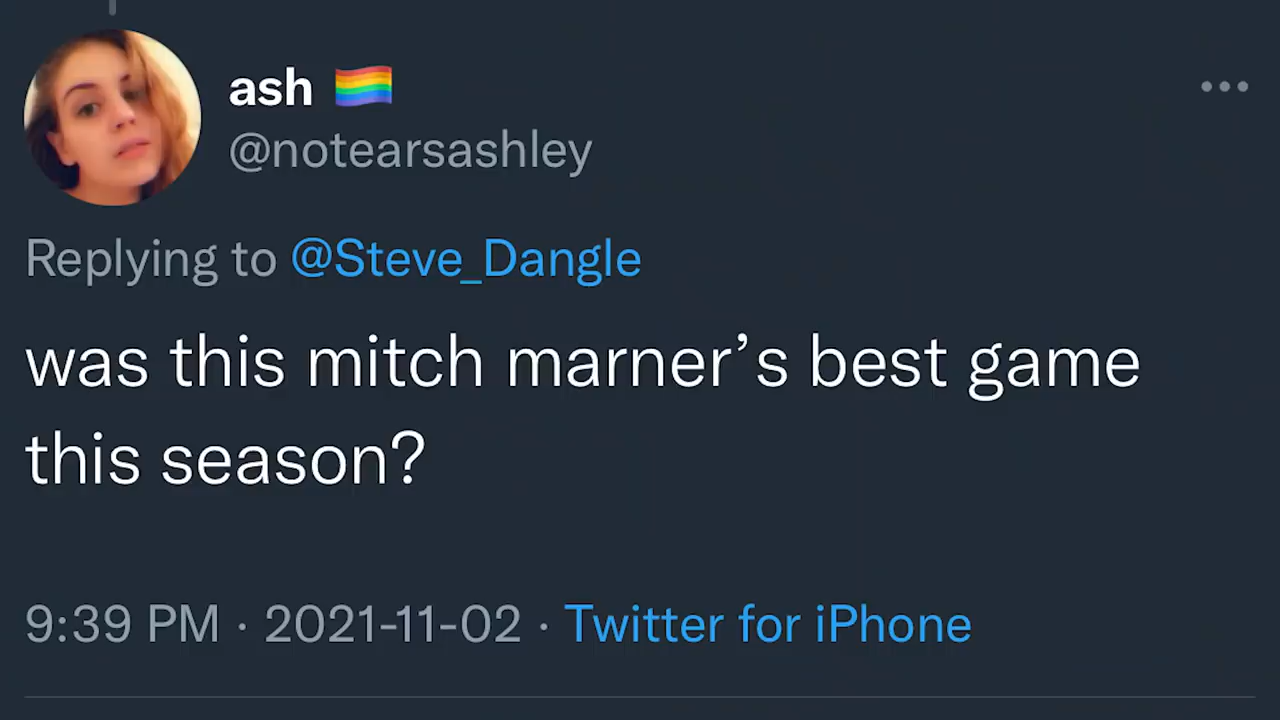 ash 🏳️‍🌈
@notearsashley
Replying to @Steve_Dangle
was this mitch marner’s best game
this season?
9:39 PM · 2021-11-02 · Twitter for iPhone